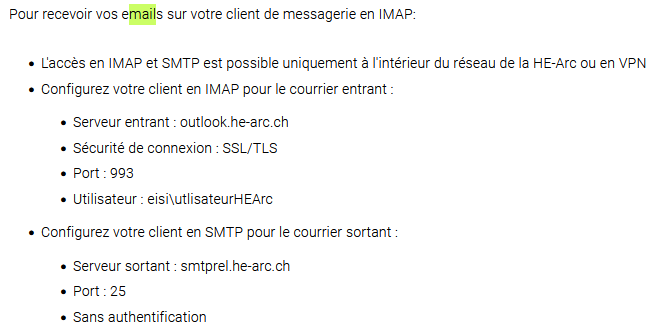 Pour recevoir vos emails sur votre client de messagerie en IMAP:
• L'accès en IMAP et SMTP est possible uniquement à l'intérieur du réseau de la HE-Arc ou en VPN
• Configurez votre client en IMAP pour le courrier entrant :
• Serveur entrant : outlook.he-arc.ch
• Sécurité de connexion : SSL/TLS
• Port : 993
• Utilisateur : eisi\utlisateurHEArc
• Configurez votre client en SMTP pour le courrier sortant :
• Serveur sortant : smtprel.he-arc.ch
• Port : 25
• Sans authentification